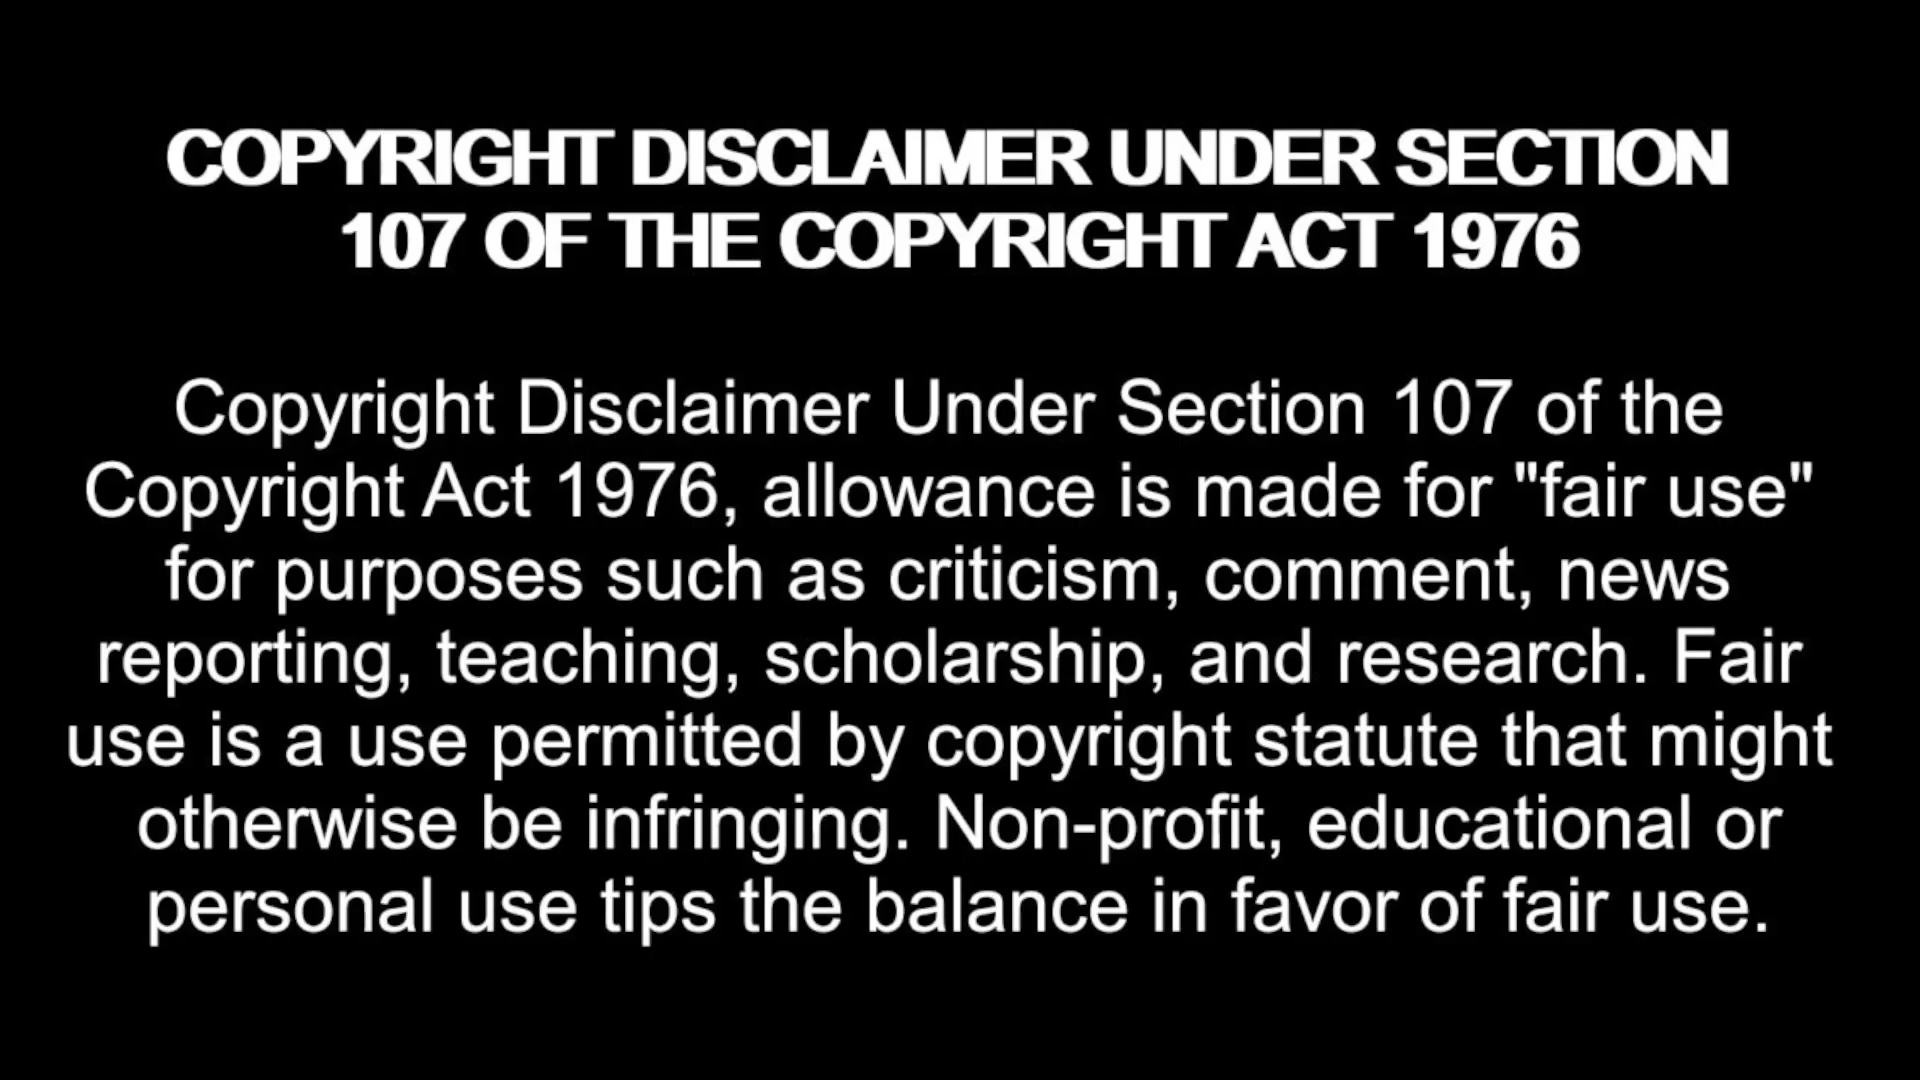 COPYRIGHT DISCLAIMER UNDER SECTION
107 OF THE COPYRIGHT ACT 1976
Copyright Disclaimer Under Section 107 of the
Copyright Act 1976, allowance is made for "fair use"
for purposes such as criticism, comment, news
reporting, teaching, scholarship, and research. Fair
use is a use permitted by copyright statute that might
otherwise be infringing. Non-profit, educational or
personal use tips the balance in favor of fair use.